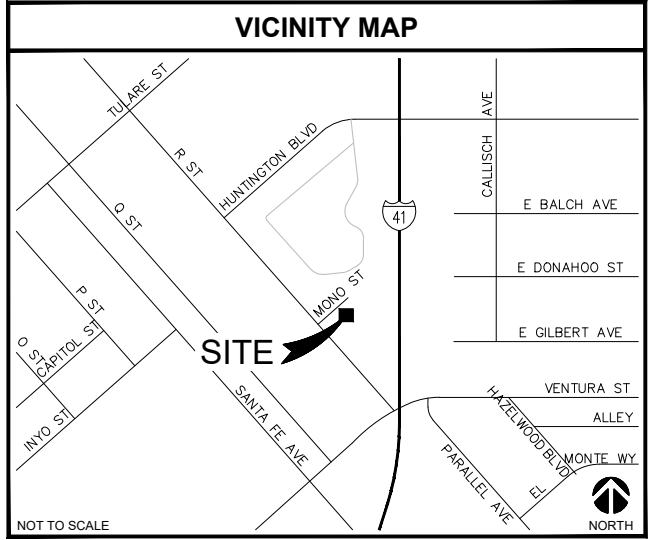 VICINITY MAP
TULARE ST
R ST
HUNTINGTON BLVD
CALLISCH AVE
41
E BALCH AVE
Q ST
E DONAHOO ST
P ST
MONO ST
O ST
CAPITOL ST
SITE
E GILBERT AVE
SANTA FE AVE
VENTURA ST
HAZELWOOD BLVD
ALLEY
INYO ST
PARALLEL AVE
EL MONTE WY
NOT TO SCALE
NORTH